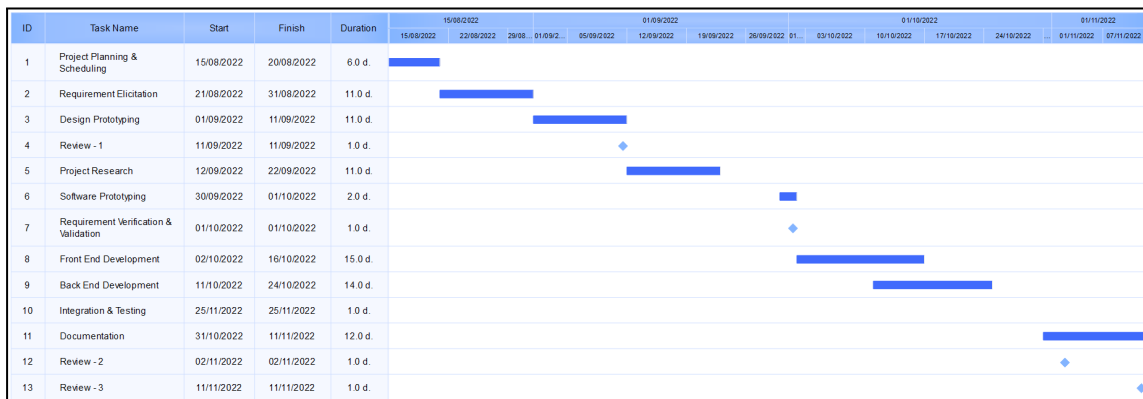 ID Task Name Start Finish Duration 15/08/2022 01/09/2022 01/10/2022 01/11/2022
15/08/2022 22/08/2022 29/08... 01/09/2... 05/09/2022 12/09/2022 19/09/2022 26/09/2022 01... 03/10/2022 10/10/2022 17/10/2022 24/10/2022 ... 01/11/2022 07/11/2022
1 Project Planning &
Scheduling 15/08/2022 20/08/2022 6.0 d.
2 Requirement Elicitation 21/08/2022 31/08/2022 11.0 d.
3 Design Prototyping 01/09/2022 11/09/2022 11.0 d.
4 Review - 1 11/09/2022 11/09/2022 1.0 d.
5 Project Research 12/09/2022 22/09/2022 11.0 d.
6 Software Prototyping 30/09/2022 01/10/2022 2.0 d.
7 Requirement Verification &
Validation 01/10/2022 01/10/2022 1.0 d.
8 Front End Development 02/10/2022 16/10/2022 15.0 d.
9 Back End Development 11/10/2022 24/10/2022 14.0 d.
10 Integration & Testing 25/11/2022 25/11/2022 1.0 d.
11 Documentation 31/10/2022 11/11/2022 12.0 d.
12 Review - 2 02/11/2022 02/11/2022 1.0 d.
13 Review - 3 11/11/2022 11/11/2022 1.0 d.